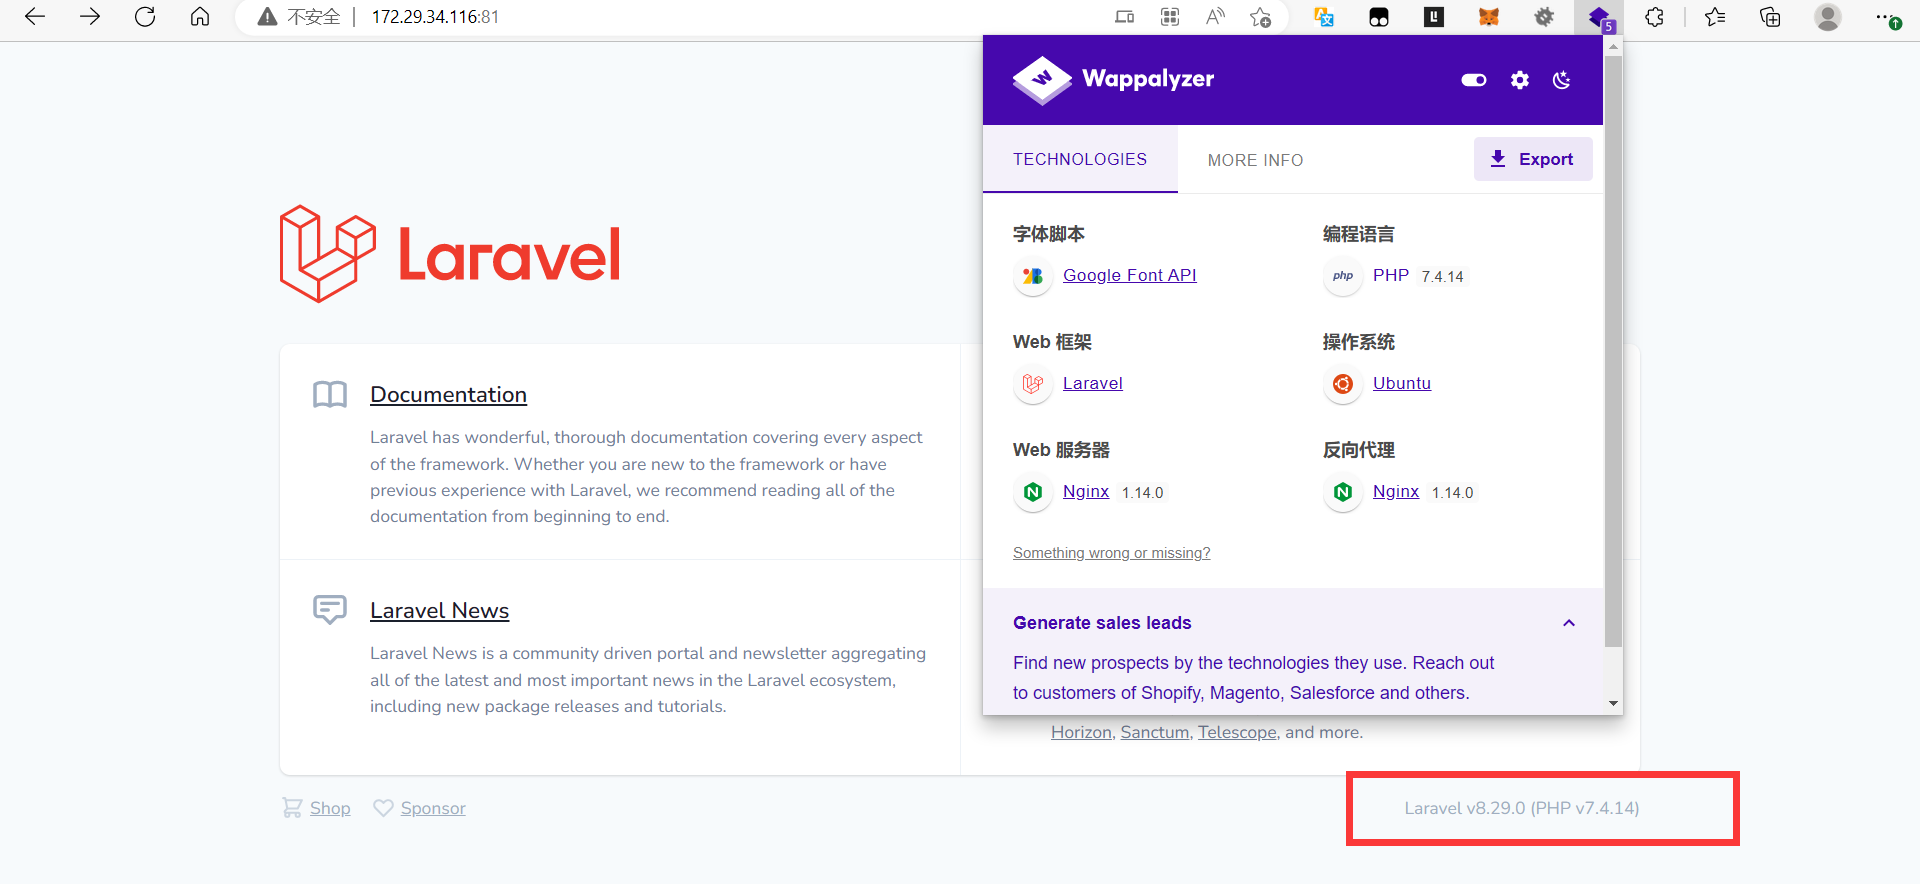 不安全 172.29.34.116:81
5
Wappalyzer
TECHNOLOGIES MORE INFO Export
字体脚本
Google Font API
编程语言
php PHP 7.4.14
Web 框架
Laravel
操作系统
Ubuntu
Web 服务器
Nginx 1.14.0
反向代理
Nginx 1.14.0
Something wrong or missing?
Generate sales leads
Find new prospects by the technologies they use. Reach out
to customers of Shopify, Magento, Salesforce and others.
Laravel
Documentation
Laravel has wonderful, thorough documentation covering every aspect
of the framework. Whether you are new to the framework or have
previous experience with Laravel, we recommend reading all of the
documentation from beginning to end.
Laravel News
Laravel News is a community driven portal and newsletter aggregating
all of the latest and most important news in the Laravel ecosystem,
including new package releases and tutorials.
Horizon, Sanctum, Telescope, and more.
Shop Sponsor
Laravel v8.29.0 (PHP v7.4.14)